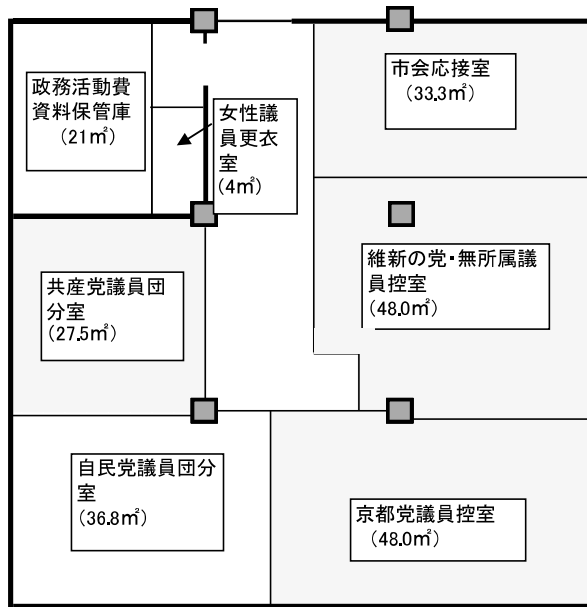 政務活動費
資料保管庫
(21㎡)
女性議
員更衣
室
(4㎡)
市会応接室
(33.3㎡)
共産党議員団
分室
(27.5㎡)
維新の党・無所属議
員控室
(48.0㎡)
自民党議員団分
室
(36.8㎡)
京都党議員控室
(48.0㎡)